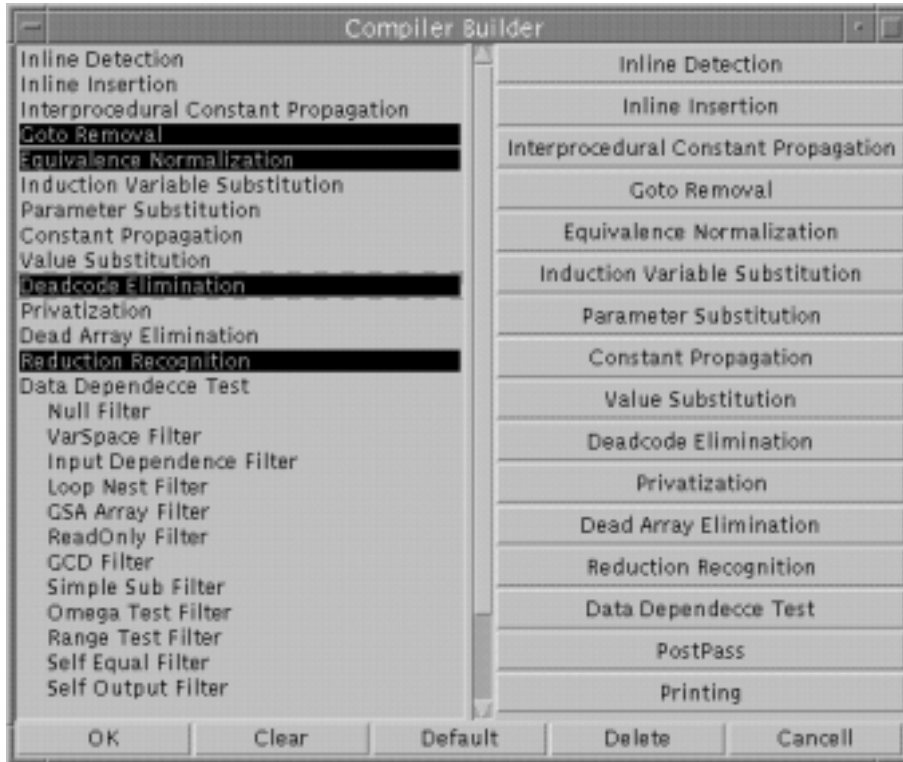 Compiler Builder
Inline Detection
Inline Insertion
Interprocedural Constant Propagation
Goto Removal
Equivalence Normalization
Induction Variable Substitution
Parameter Substitution
Constant Propagation
Value Substitution
Deadcode Elimination
Privatization
Dead Array Elimination
Reduction Recognition
Data Dependecce Test
Null Filter
VarSpace Filter
Input Dependence Filter
Loop Nest Filter
GSA Array Filter
ReadOnly Filter
GCD Filter
Simple Sub Filter
Omega Test Filter
Range Test Filter
Self Equal Filter
Self Output Filter
Inline Detection
Inline Insertion
Interprocedural Constant Propagation
Goto Removal
Equivalence Normalization
Induction Variable Substitution
Parameter Substitution
Constant Propagation
Value Substitution
Deadcode Elimination
Privatization
Dead Array Elimination
Reduction Recognition
Data Dependecce Test
PostPass
Printing
OK Clear Default Delete Cancell